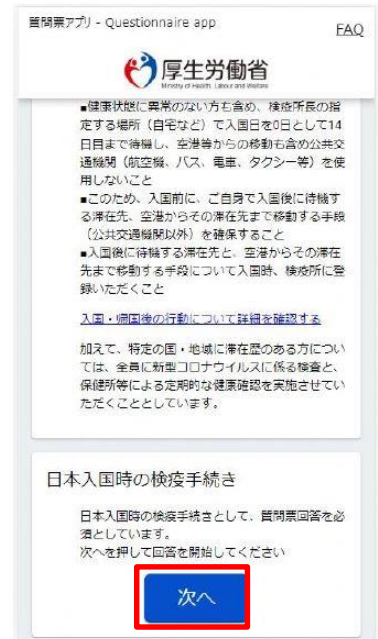 質問票アプリ - Questionnaire app
FAQ
厚生労働省
Ministry of Health, Labour and Welfare
■健康状態に異常のない方も含め、検疫所長の指
定する場所（自宅など）で入国日を0日として14
日目まで待機し、空港等からの移動も含め公共交
通機関（航空機、バス、電車、タクシー等）を使
用しないこと
■このため、入国前に、ご自身で入国後に待機す
る滞在先、空港からその滞在先まで移動する手段
（公共交通機関以外）を確保すること
■入国後に待機する滞在先と、空港からその滞在
先まで移動する手段について入国時、検疫所に登
録いただくこと
入国・帰国後の行動について詳細を確認する
加えて、特定の国・地域に滞在歴のある方につい
ては、全員に新型コロナウイルスに係る検査と、
保健所等による定期的な健康確認を実施させてい
ただくこととしています。
日本入国時の検疫手続き
日本入国時の検疫手続きとして、質問票回答を必
須としています。
次へを押して回答を開始してください
次へ